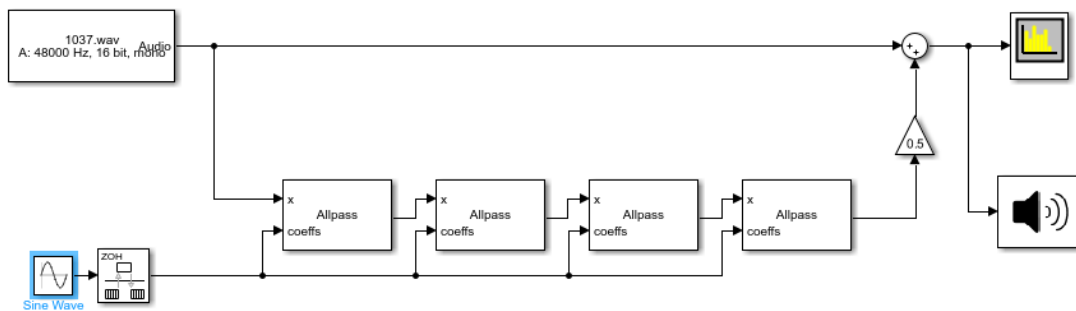 1037.wav
Audio
A: 48000 Hz, 16 bit, mono
+
+
0.5
x
Allpass
coeffs
x
Allpass
coeffs
x
Allpass
coeffs
x
Allpass
coeffs
ZOH
Sine Wave